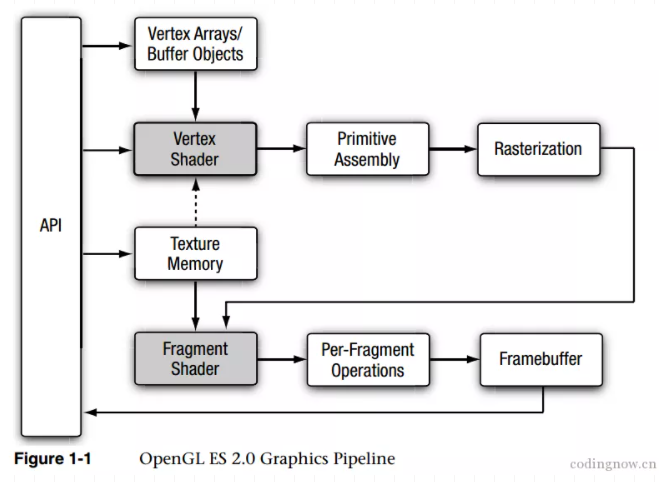 Vertex Arrays/
Buffer Objects
Vertex
Shader
Primitive
Assembly
Rasterization
API
Texture
Memory
Fragment
Shader
Per-Fragment
Operations
Framebuffer
Figure 1-1 OpenGL ES 2.0 Graphics Pipeline
codingnow.cn